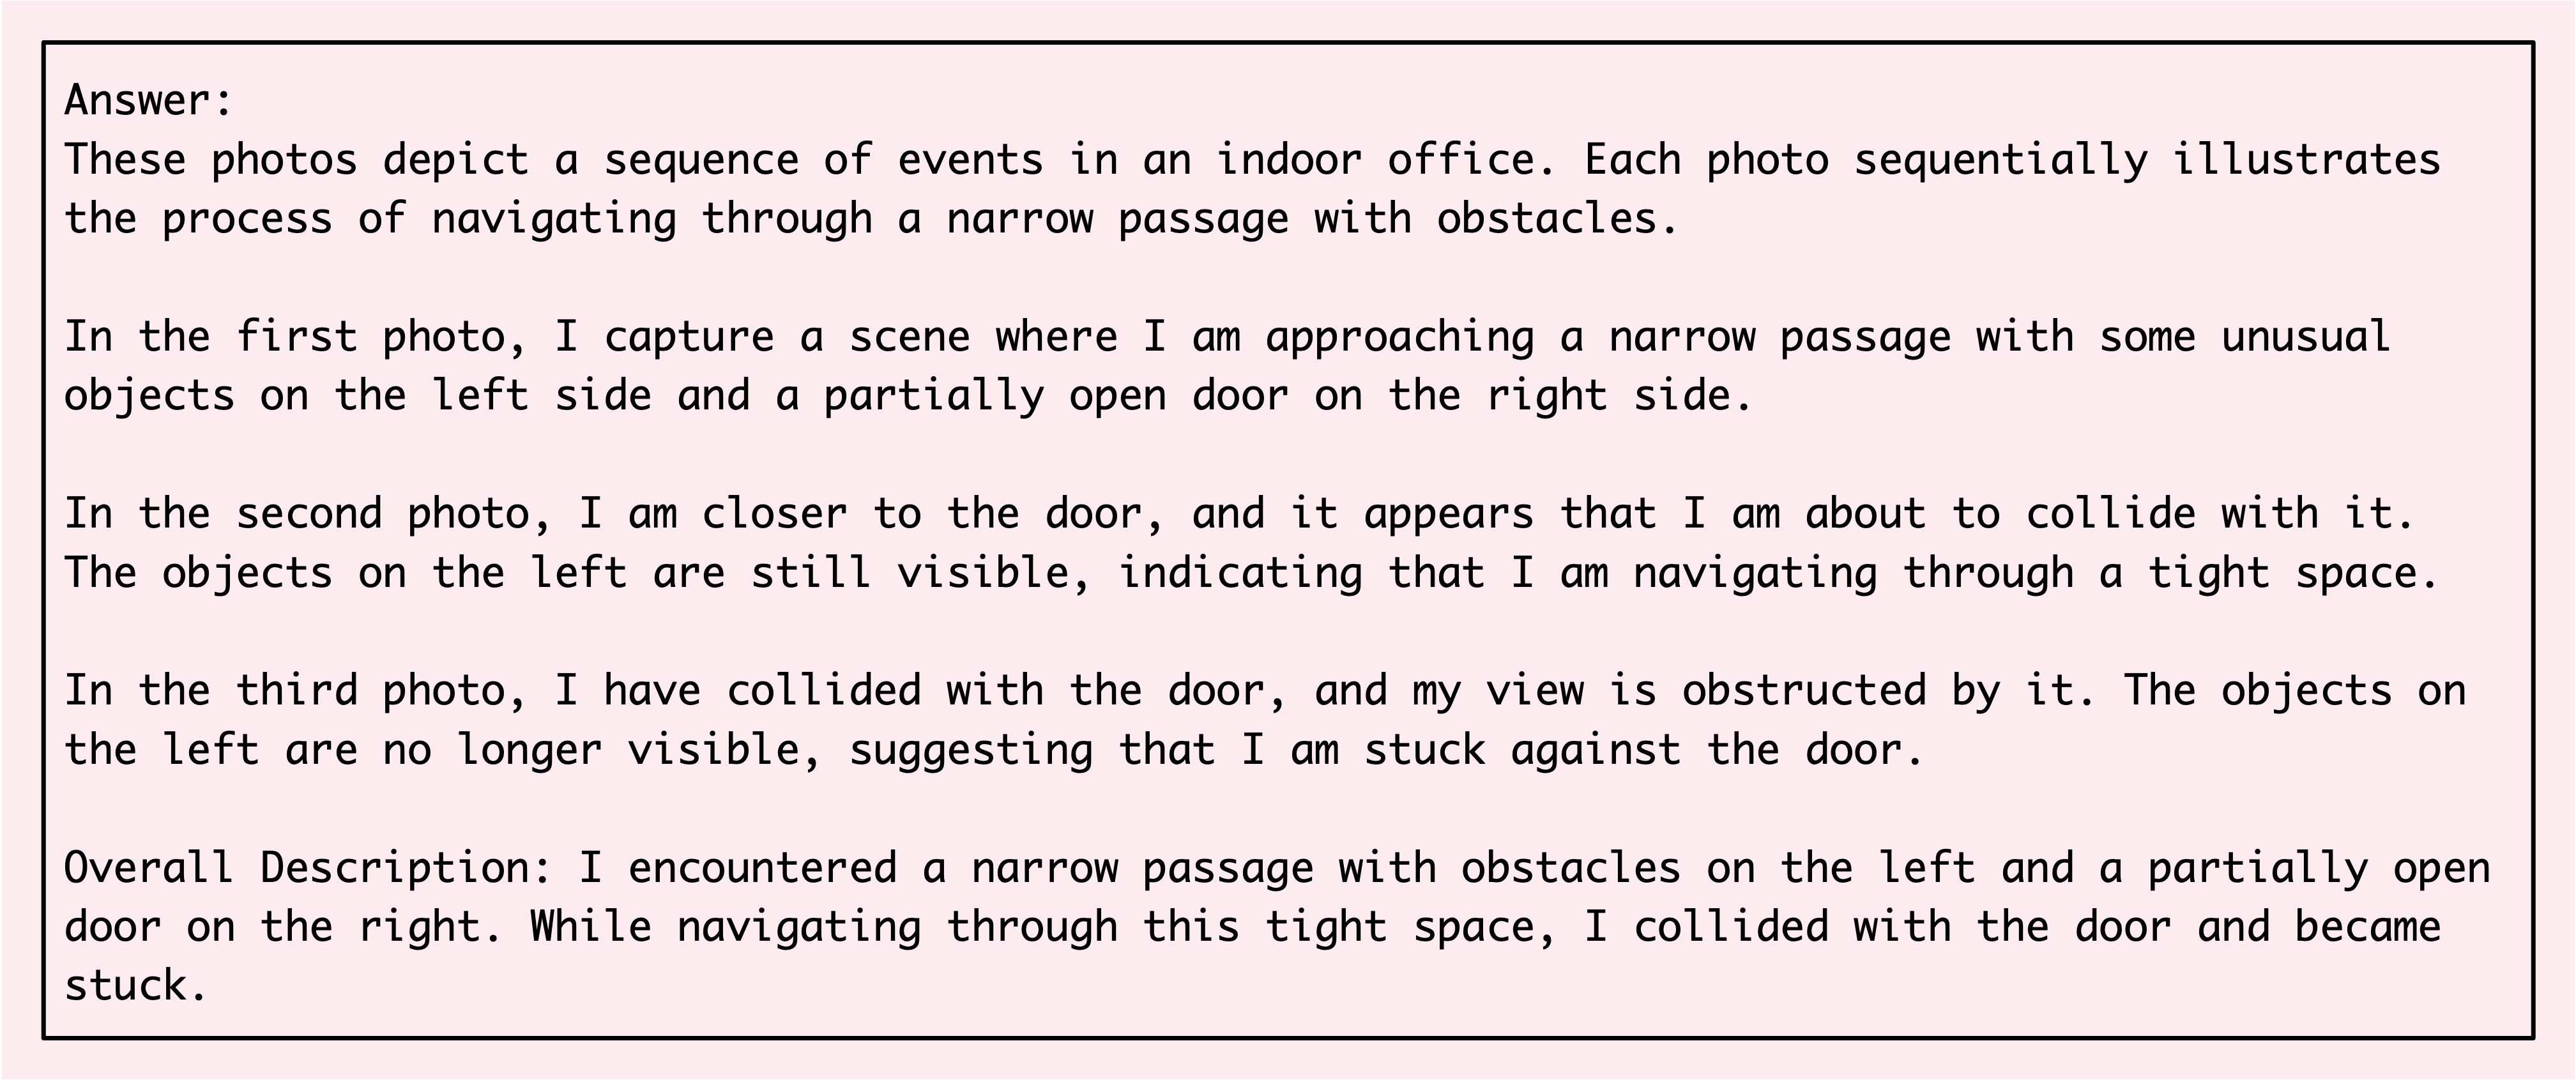 Answer:
These photos depict a sequence of events in an indoor office. Each photo sequentially illustrates
the process of navigating through a narrow passage with obstacles.
In the first photo, I capture a scene where I am approaching a narrow passage with some unusual
objects on the left side and a partially open door on the right side.
In the second photo, I am closer to the door, and it appears that I am about to collide with it.
The objects on the left are still visible, indicating that I am navigating through a tight space.
In the third photo, I have collided with the door, and my view is obstructed by it. The objects on
the left are no longer visible, suggesting that I am stuck against the door.
Overall Description: I encountered a narrow passage with obstacles on the left and a partially open
door on the right. While navigating through this tight space, I collided with the door and became
stuck.